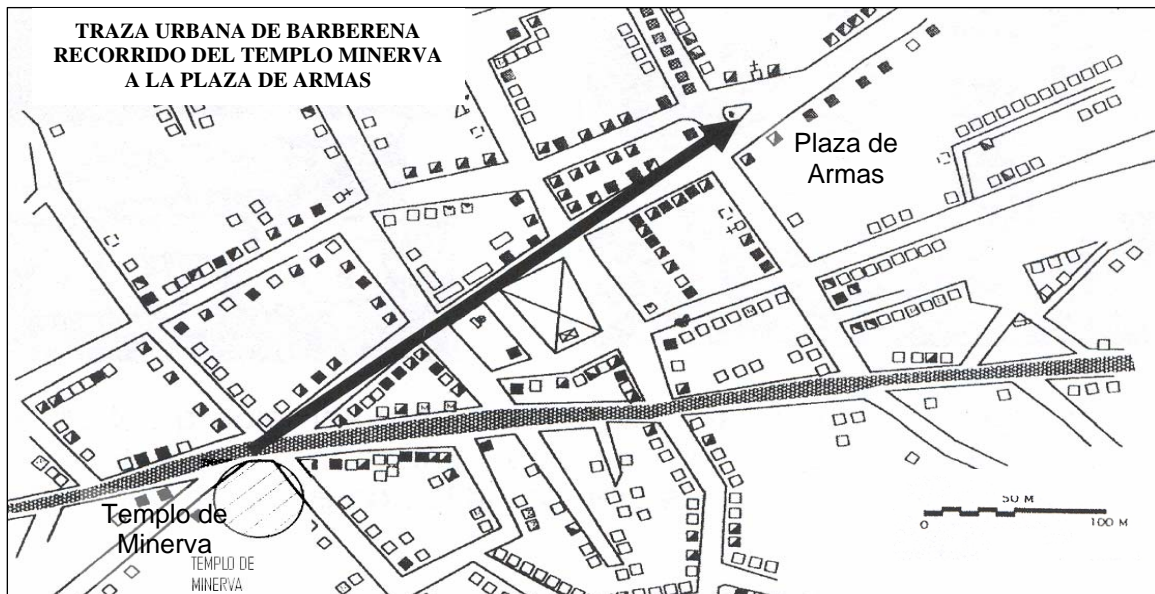 TRAZA URBANA DE BARBERENA
RECORRIDO DEL TEMPLO MINERVA
A LA PLAZA DE ARMAS
Plaza de
Armas
Templo de
Minerva
TEMPLO DE
MINERVA
50 M
0
100 M